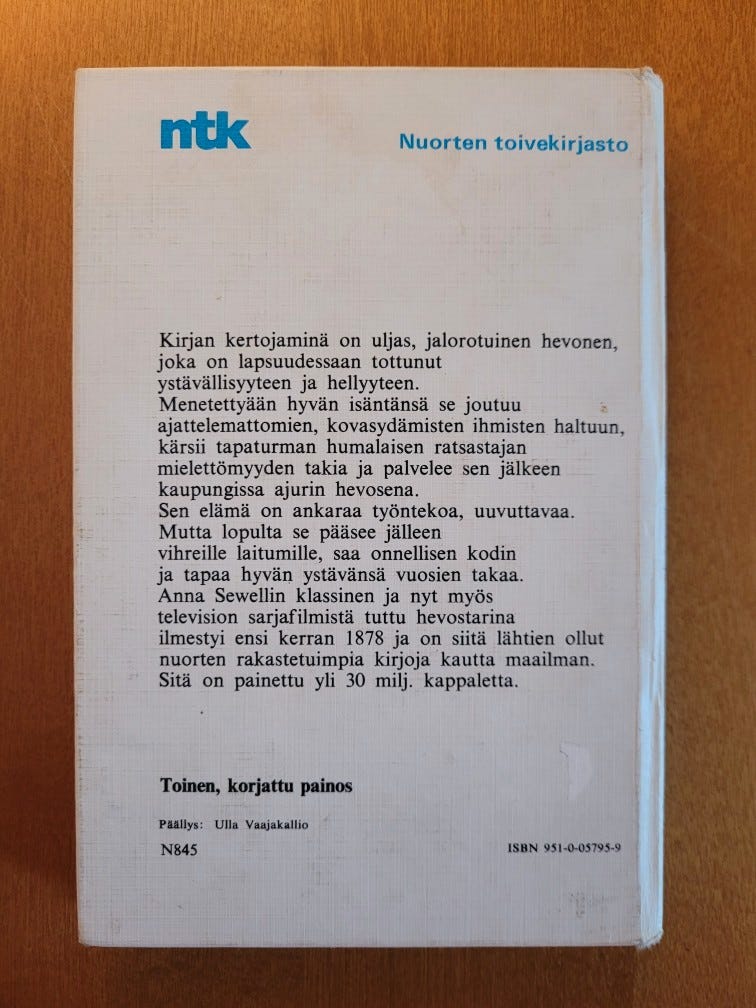 ntk
Nuorten toivekirjasto
Kirjan kertojaminä on uljas, jalorotuinen hevonen,
joka on lapsuudessaan tottunut
ystävällisyyteen ja hellyyteen.
Menetettyään hyvän isäntänsä se joutuu
ajattelemattomien, kovasydämisten ihmisten haltuun,
kärsii tapaturman humalaisen ratsastajan
mielettömyyden takia ja palvelee sen jälkeen
kaupungissa ajurin hevosena.
Sen elämä on ankaraa työntekoa, uuvuttavaa.
Mutta lopulta se pääsee jälleen
vihreille laitumille, saa onnellisen kodin
ja tapaa hyvän ystävänsä vuosien takaa.
Anna Sewellin klassinen ja nyt myös
television sarjafilmistä tuttu hevostarina
ilmestyi ensi kerran 1878 ja on siitä lähtien ollut
nuorten rakastetuimpia kirjoja kautta maailman.
Sitä on painettu yli 30 milj. kappaletta.
Toinen, korjattu painos
Päällys: Ulla Vaajakallio
N845
ISBN 951-0-05795-9